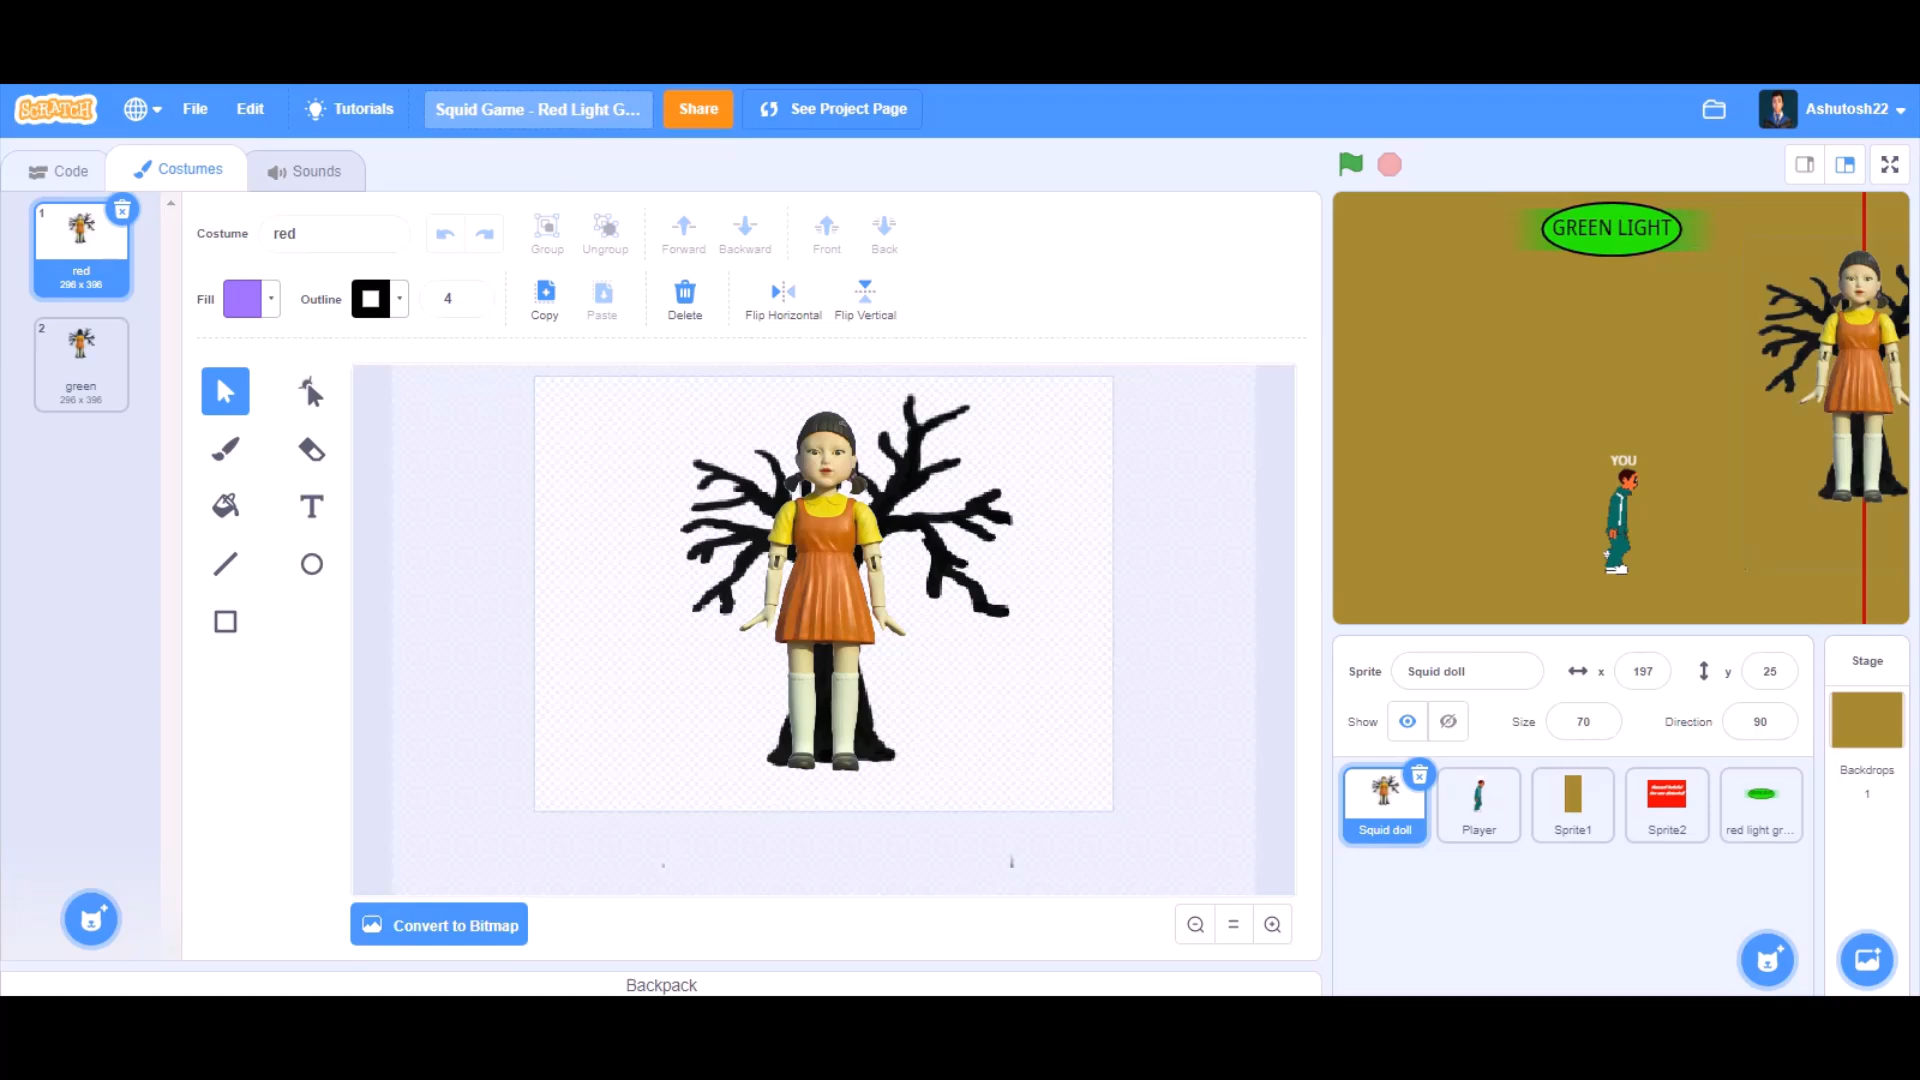 SCRATCH
File
Edit
Tutorials
Squid Game - Red Light G...
Share
See Project Page
Ashutosh22
Code
Costumes
Sounds
1
red
296 x 396
2
green
296 x 396
Costume
red
Group
Ungroup
Forward
Backward
Front
Back
Fill
Outline
4
Copy
Paste
Delete
Flip Horizontal
Flip Vertical
Convert to Bitmap
Backpack
GREEN LIGHT
YOU
Sprite
Squid doll
x
197
y
25
Show
Size
70
Direction
90
Squid doll
Player
Sprite1
Sprite2
red light gr...
Stage
Backdrops
1